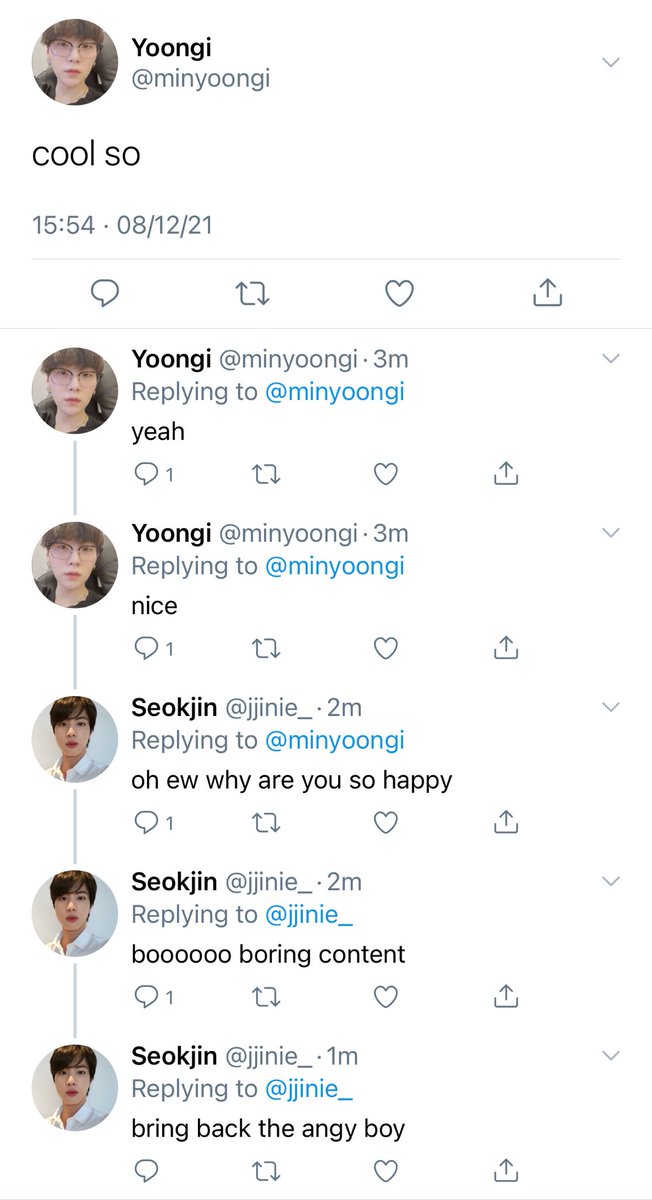 Yoongi
@minyoongi
cool so
15:54 · 08/12/21
Yoongi @minyoongi · 3m
Replying to @minyoongi
yeah
1
Yoongi @minyoongi · 3m
Replying to @minyoongi
nice
1
Seokjin @jjinie_ · 2m
Replying to @minyoongi
oh ew why are you so happy
1
Seokjin @jjinie_ · 2m
Replying to @jjinie_
boooooo boring content
1
Seokjin @jjinie_ · 1m
Replying to @jjinie_
bring back the angy boy